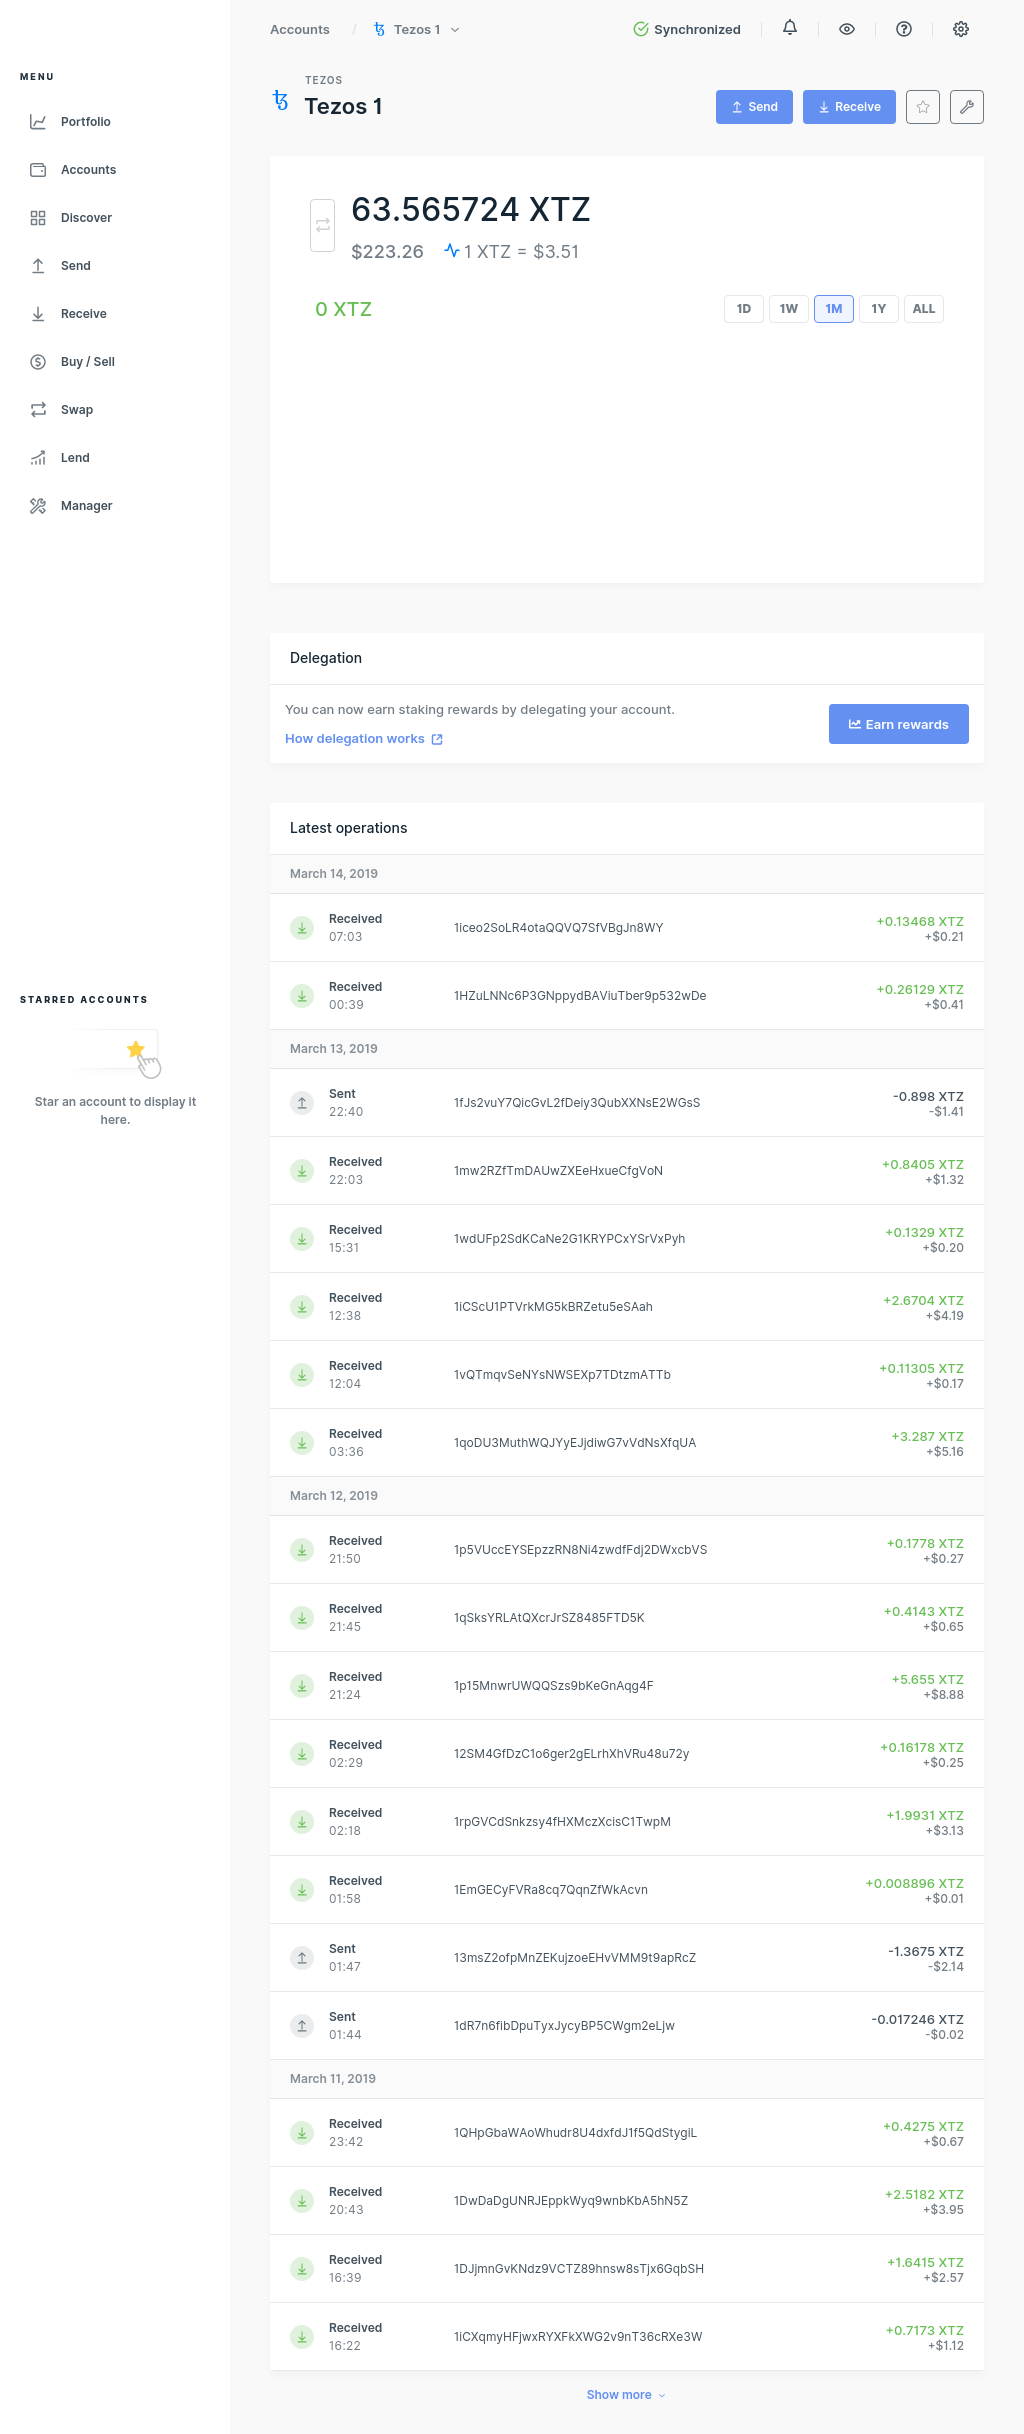 Accounts / Tezos 1
Synchronized
MENU
Portfolio
Accounts
Discover
Send
Receive
Buy / Sell
Swap
Lend
Manager
STARRED ACCOUNTS
Star an account to display it
here.
TEZOS
Tezos 1
Send
Receive
63.565724 XTZ
$223.26 1 XTZ = $3.51
0 XTZ
1D 1W 1M 1Y ALL
Delegation
You can now earn staking rewards by delegating your account.
How delegation works
Earn rewards
Latest operations
March 14, 2019
Received 07:03 1iceo2SoLR4otaQQVQ7SfVBgJn8WY +0.13468 XTZ +$0.21
Received 00:39 1HZuLNNc6P3GNppydBAViuTber9p532wDe +0.26129 XTZ +$0.41
March 13, 2019
Sent 22:40 1fJs2vuY7QicGvL2fDeiy3QubXXNsE2WGsS -0.898 XTZ -$1.41
Received 22:03 1mw2RZfTmDAUwZXEeHxueCfgVoN +0.8405 XTZ +$1.32
Received 15:31 1wdUFp2SdKCaNe2G1KRYPCxYSrVxPyh +0.1329 XTZ +$0.20
Received 12:38 1iCScU1PTVrkMG5kBRZetu5eSAah +2.6704 XTZ +$4.19
Received 12:04 1vQTmqvSeNYsNWSEXp7TDtzmATTb +0.11305 XTZ +$0.17
Received 03:36 1qoDU3MuthWQJYyEJjdiwG7vVdNsXfqUA +3.287 XTZ +$5.16
March 12, 2019
Received 21:50 1p5VUccEYSEpzzRN8Ni4zwdfFdj2DWxcbVS +0.1778 XTZ +$0.27
Received 21:45 1qSksYRLAtQXcrJrSZ8485FTD5K +0.4143 XTZ +$0.65
Received 21:24 1p15MnwrUWQQSzs9bKeGnAqg4F +5.655 XTZ +$8.88
Received 02:29 12SM4GfDzC1o6ger2gELrhXhVRu48u72y +0.16178 XTZ +$0.25
Received 02:18 1rpGVCdSnkzsy4fHXMczXcisC1TwpM +1.9931 XTZ +$3.13
Received 01:58 1EmGECyFVRa8cq7QqnZfWkAcvn +0.008896 XTZ +$0.01
Sent 01:47 13msZ2ofpMnZEKujzoeEHvVMM9t9apRcZ -1.3675 XTZ -$2.14
Sent 01:44 1dR7n6fibDpuTyxJycyBP5CWgm2eLjw -0.017246 XTZ -$0.02
March 11, 2019
Received 23:42 1QHpGbaWAoWhudr8U4dxfdJ1f5QdStygiL +0.4275 XTZ +$0.67
Received 20:43 1DwDaDgUNRJEppkWyq9wnbKbA5hN5Z +2.5182 XTZ +$3.95
Received 16:39 1DJjmnGvKNdz9VCTZ89hnsw8sTjx6GqbSH +1.6415 XTZ +$2.57
Received 16:22 1iCXqmyHFjwxRYXFkXWG2v9nT36cRXe3W +0.7173 XTZ +$1.12
Show more